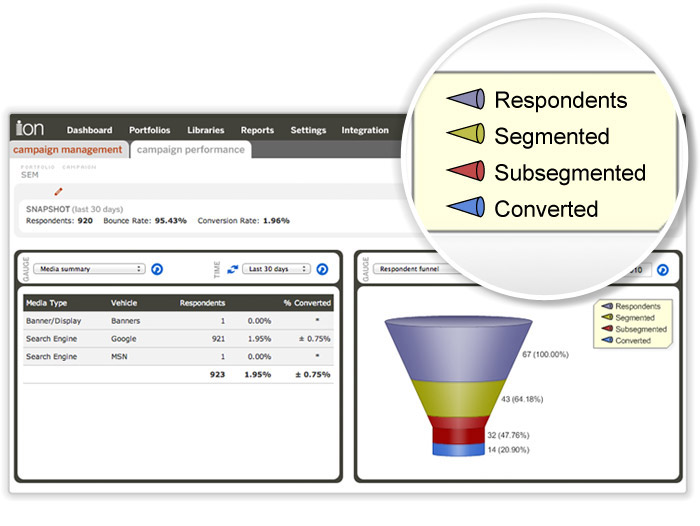 Respondents
Segmented
Subsegmented
Converted
ion
Dashboard Portfolios Libraries Reports Settings Integration
campaign management campaign performance
PORTFOLIO CAMPAIGN
SEM
SNAPSHOT (last 30 days)
Respondents: 920 Bounce Rate: 95.43% Conversion Rate: 1.96%
GAUGE Media summary TIME Last 30 days
GAUGE Respondent funnel
Media Type Vehicle Respondents % Converted
Banner/Display Banners 1 0.00% *
Search Engine Google 921 1.95% ± 0.75%
Search Engine MSN 1 0.00% *
923 1.95% ± 0.75%
Respondents
Segmented
Subsegmented
Converted
67 (100.00%)
43 (64.18%)
32 (47.76%)
14 (20.90%)